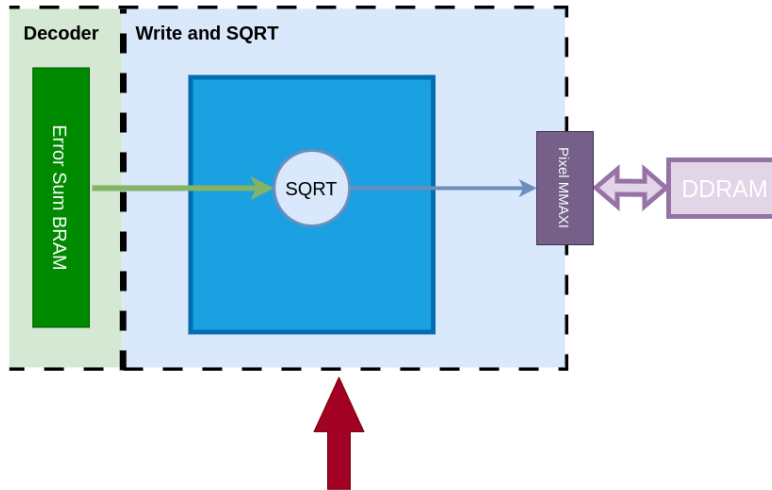 Decoder
Write and SQRT
Error Sum BRAM
SQRT
Pixel MMAXI
DDRAM